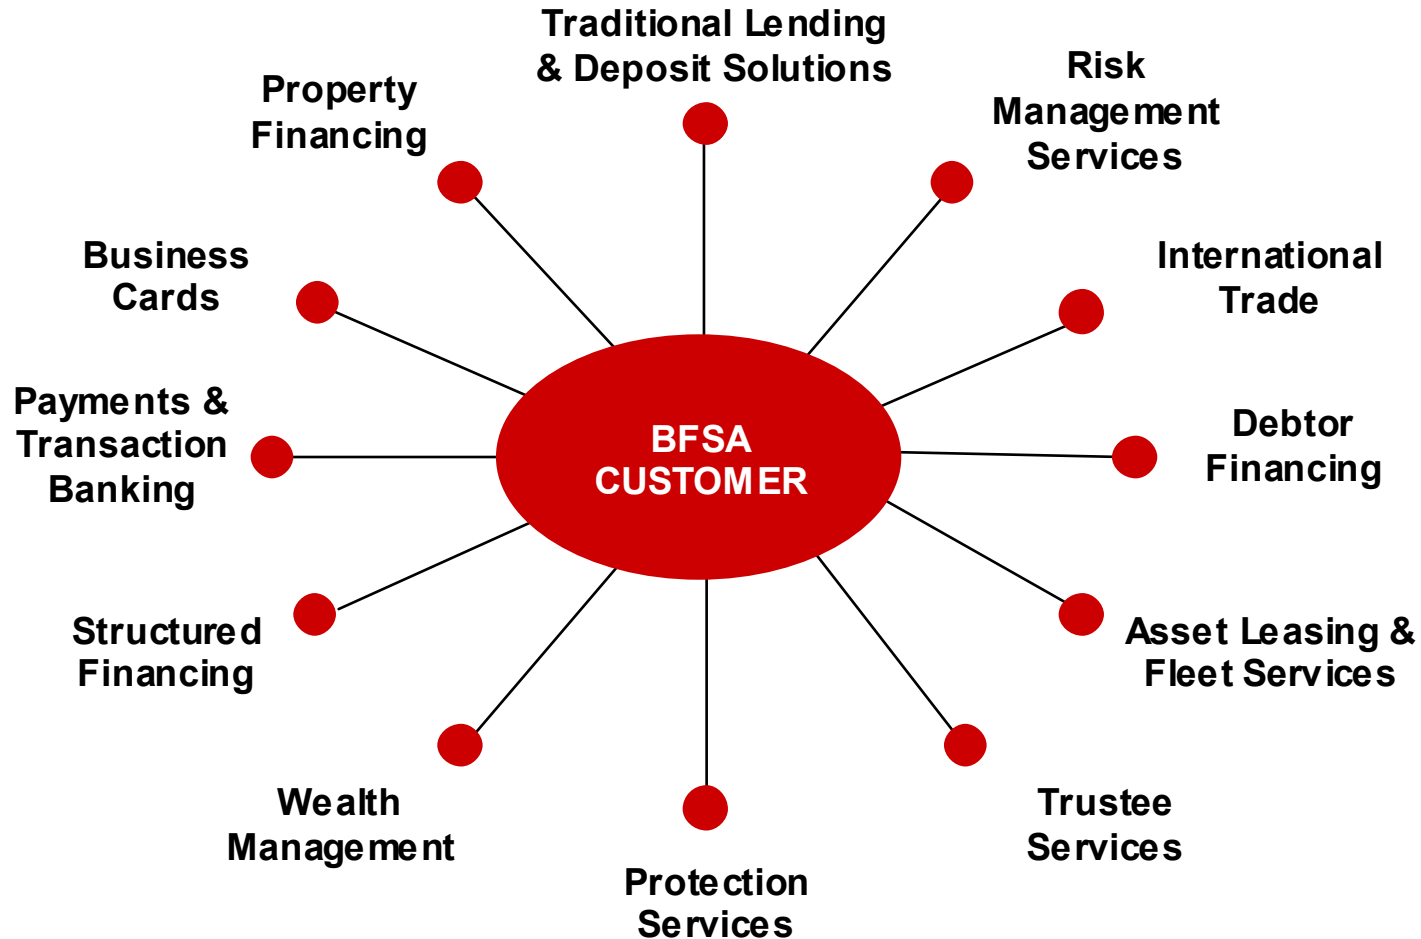 Traditional Lending
& Deposit Solutions
Risk
Management
Services
International
Trade
Debtor
Financing
Asset Leasing &
Fleet Services
Trustee
Services
Protection
Services
Wealth
Management
Structured
Financing
Payments &
Transaction
Banking
Business
Cards
Property
Financing
BFSA
CUSTOMER